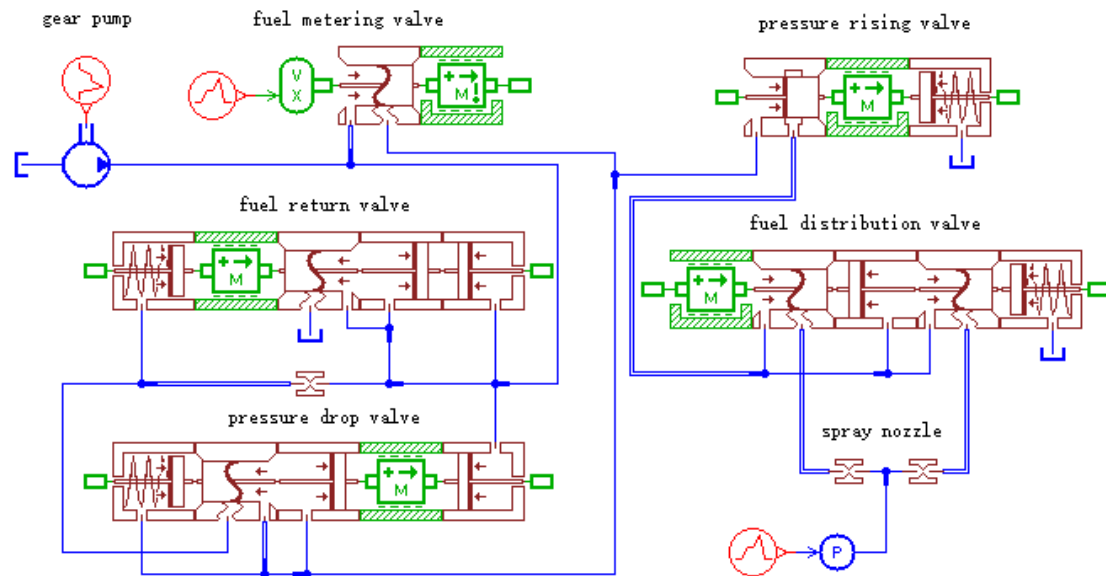 gear pump
fuel metering valve
pressure rising valve
V
X
M
M
fuel return valve
fuel distribution valve
M
M
pressure drop valve
spray nozzle
M
P